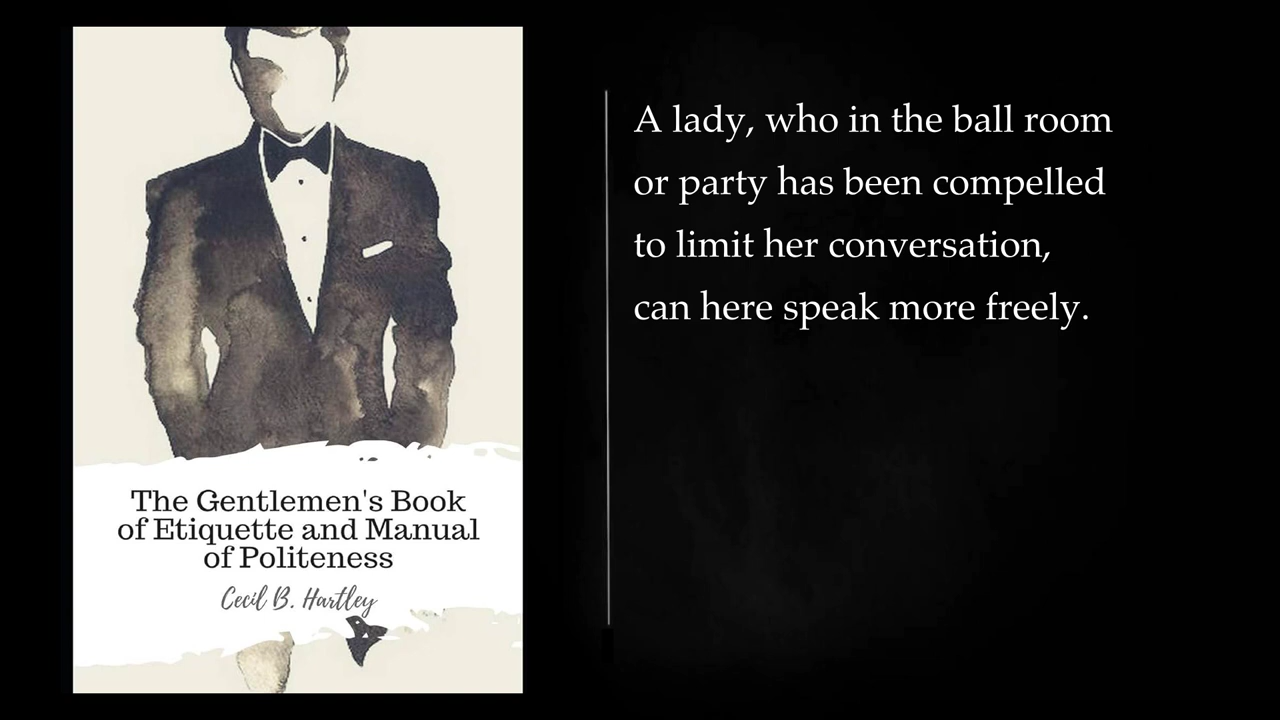 The Gentlemen's Book
of Etiquette and Manual
of Politeness
Cecil B. Hartley
A lady, who in the ball room
or party has been compelled
to limit her conversation,
can here speak more freely.